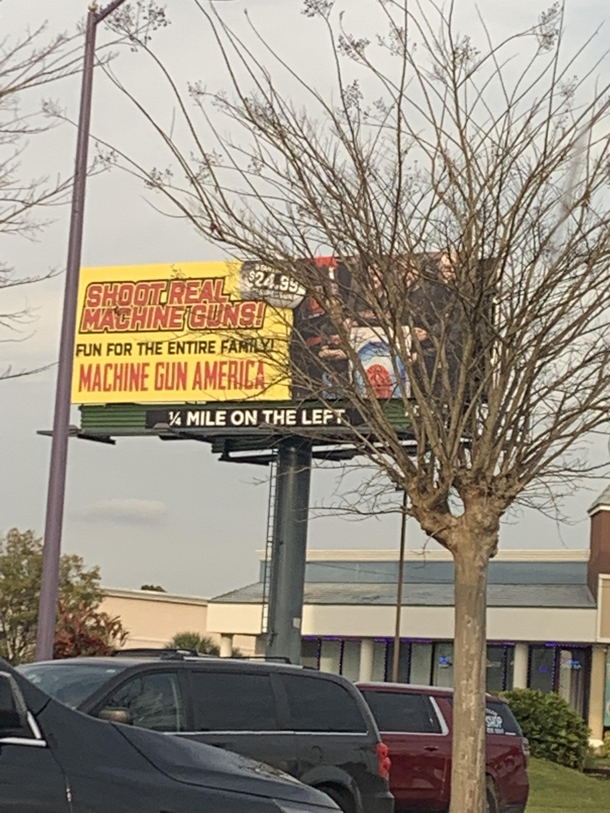 SHOOT REAL
MACHINE GUNS!
$24.99
FUN FOR THE ENTIRE FAMILY!
MACHINE GUN AMERICA
¼ MILE ON THE LEFT
SHOP